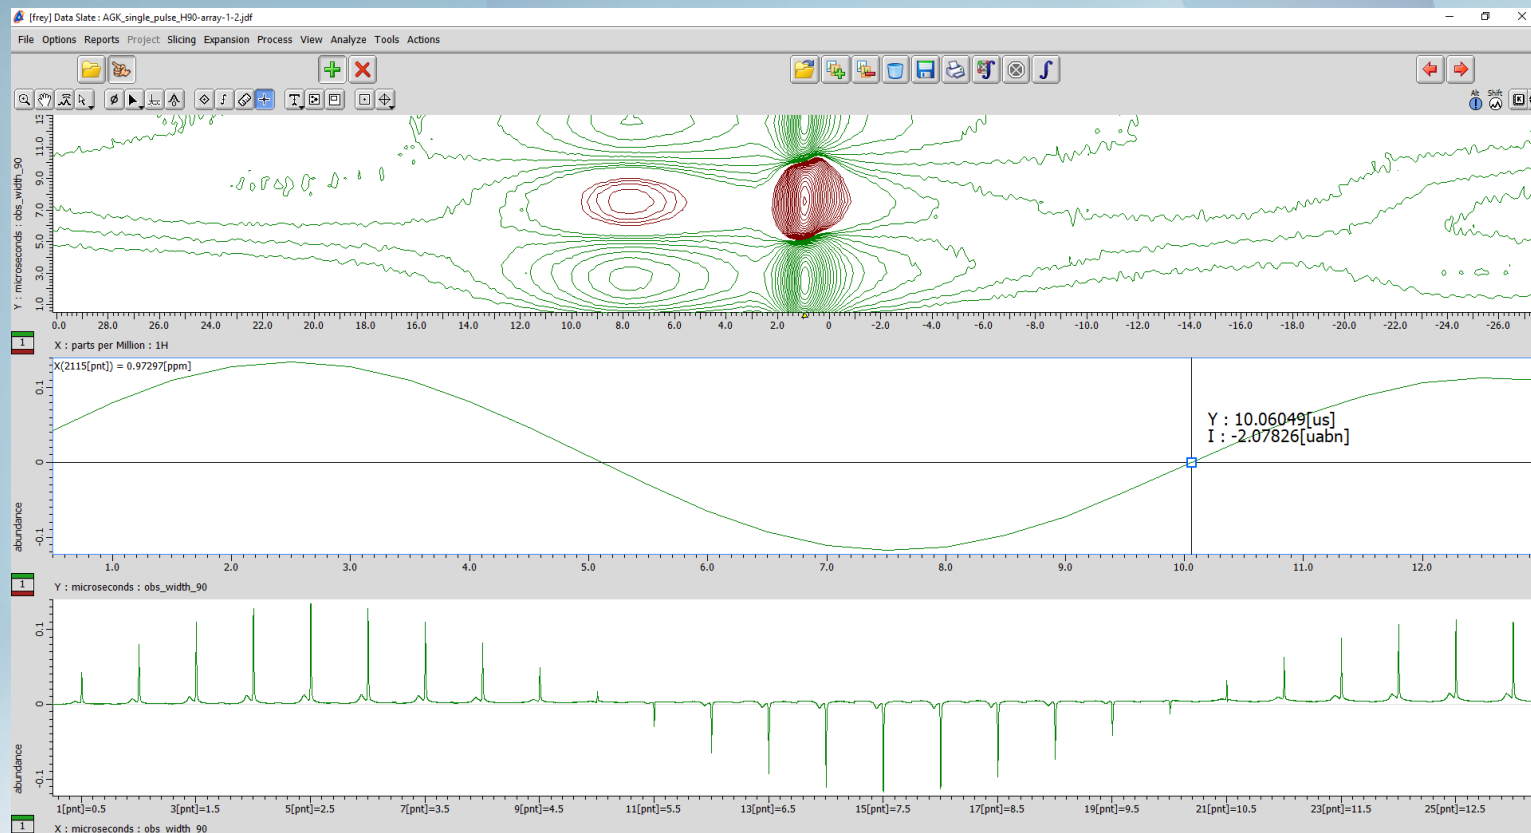 [frey] Data Slate : AGK_single_pulse_H90-array-1-2.jdf
File Options Reports Project Slicing Expansion Process View Analyze Tools Actions
Alt Shift
Y : microseconds : obs_width_90
13 11.0 9.0 7.0 5.0 3.0 1.0
0.0 28.0 26.0 24.0 22.0 20.0 18.0 16.0 14.0 12.0 10.0 8.0 6.0 4.0 2.0 0 -2.0 -4.0 -6.0 -8.0 -10.0 -12.0 -14.0 -16.0 -18.0 -20.0 -22.0 -24.0 -26.0
1
X : parts per Million : 1H
X(2115[pnt]) = 0.97297[ppm]
Y : 10.06049[us]
I : -2.07826[uabn]
abundance
0.1 0 -0.1
1.0 2.0 3.0 4.0 5.0 6.0 7.0 8.0 9.0 10.0 11.0 12.0
1
Y : microseconds : obs_width_90
abundance
0.1 0 -0.1
1[pnt]=0.5 3[pnt]=1.5 5[pnt]=2.5 7[pnt]=3.5 9[pnt]=4.5 11[pnt]=5.5 13[pnt]=6.5 15[pnt]=7.5 17[pnt]=8.5 19[pnt]=9.5 21[pnt]=10.5 23[pnt]=11.5 25[pnt]=12.5
1
X : microseconds : obs_width_90